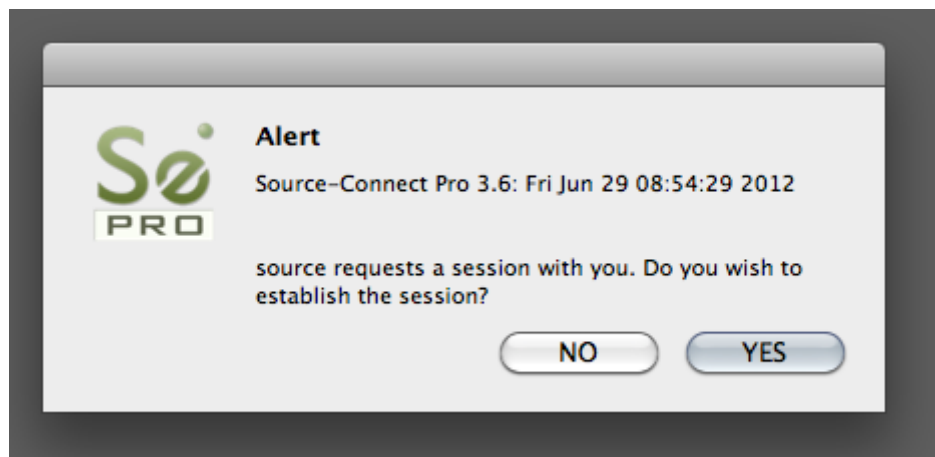 Alert
Source-Connect Pro 3.6: Fri Jun 29 08:54:29 2012
Se
PRO
source requests a session with you. Do you wish to
establish the session?
NO YES